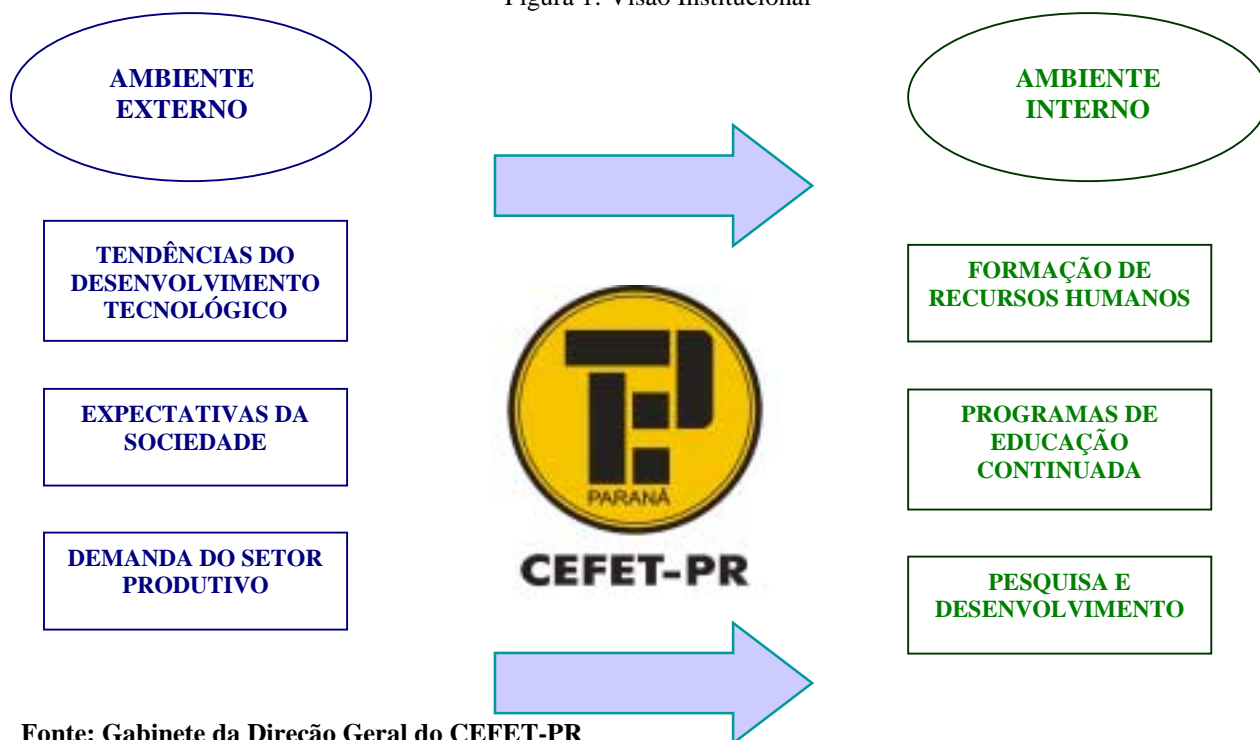 Figura 1: Visão Institucional
AMBIENTE
EXTERNO
TENDÊNCIAS DO
DESENVOLVIMENTO
TECNOLÓGICO
EXPECTATIVAS DA
SOCIEDADE
DEMANDA DO SETOR
PRODUTIVO
PARANÁ
CEFET-PR
AMBIENTE
INTERNO
FORMAÇÃO DE
RECURSOS HUMANOS
PROGRAMAS DE
EDUCAÇÃO
CONTINUADA
PESQUISA E
DESENVOLVIMENTO
Fonte: Gabinete da Direção Geral do CEFET-PR